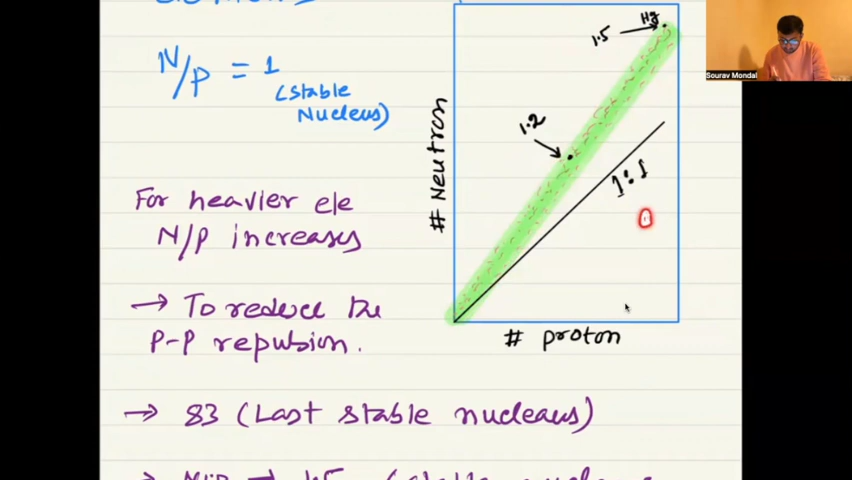 N/P = 1
(stable
Nucleus)
For heavier ele
N/P increases
→ To reduce the
P-P repulsion.
→ 83 (Last stable nucleaus)
# Neutron
# proton
1.5
Hg
1.2
1:1
Sourav Mondal